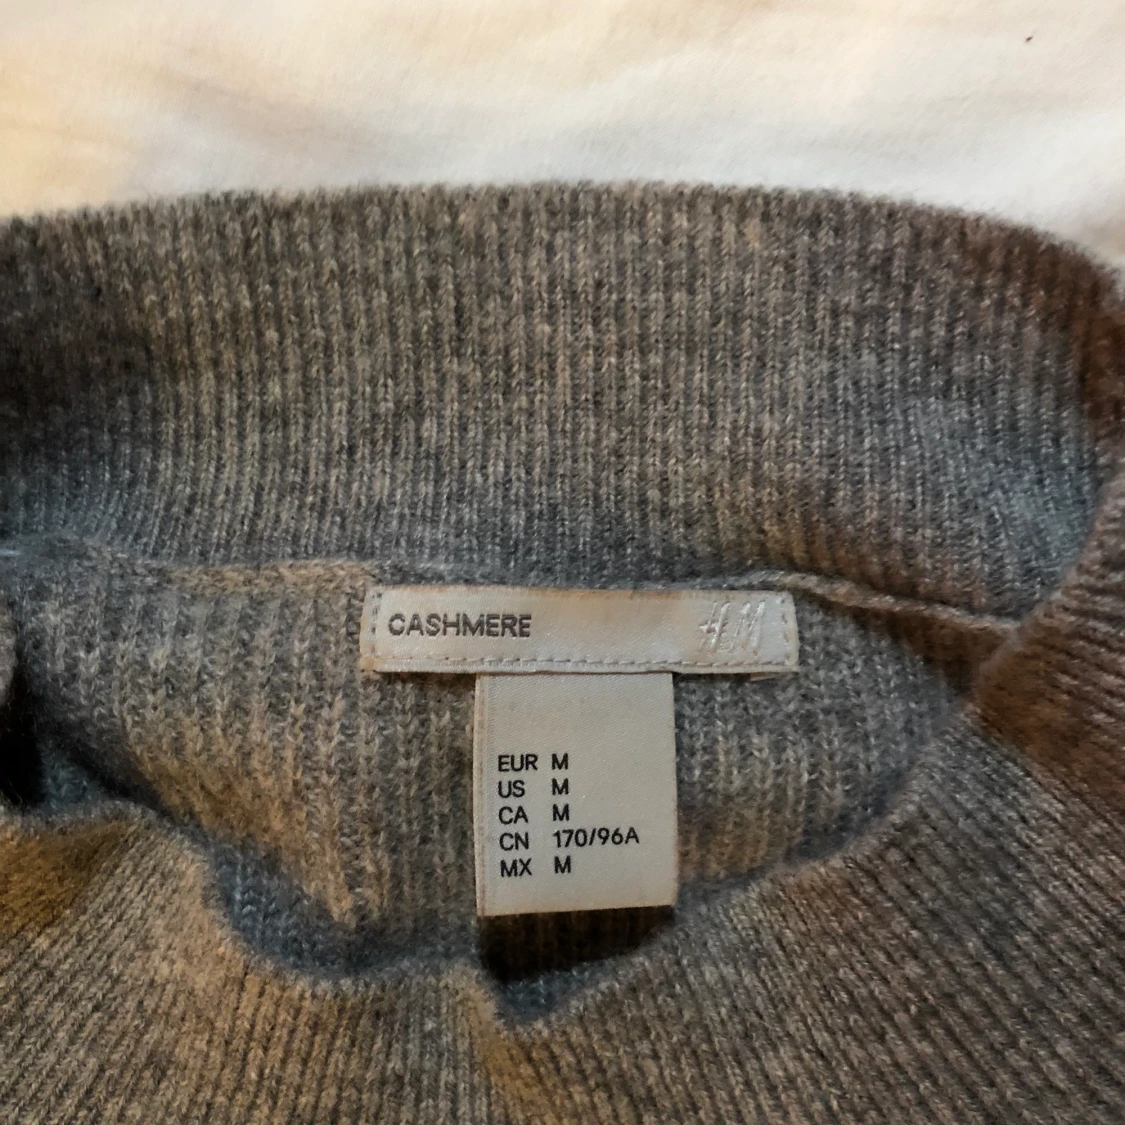 CASHMERE H&M
EUR M
US M
CA M
CN 170/96A
MX M